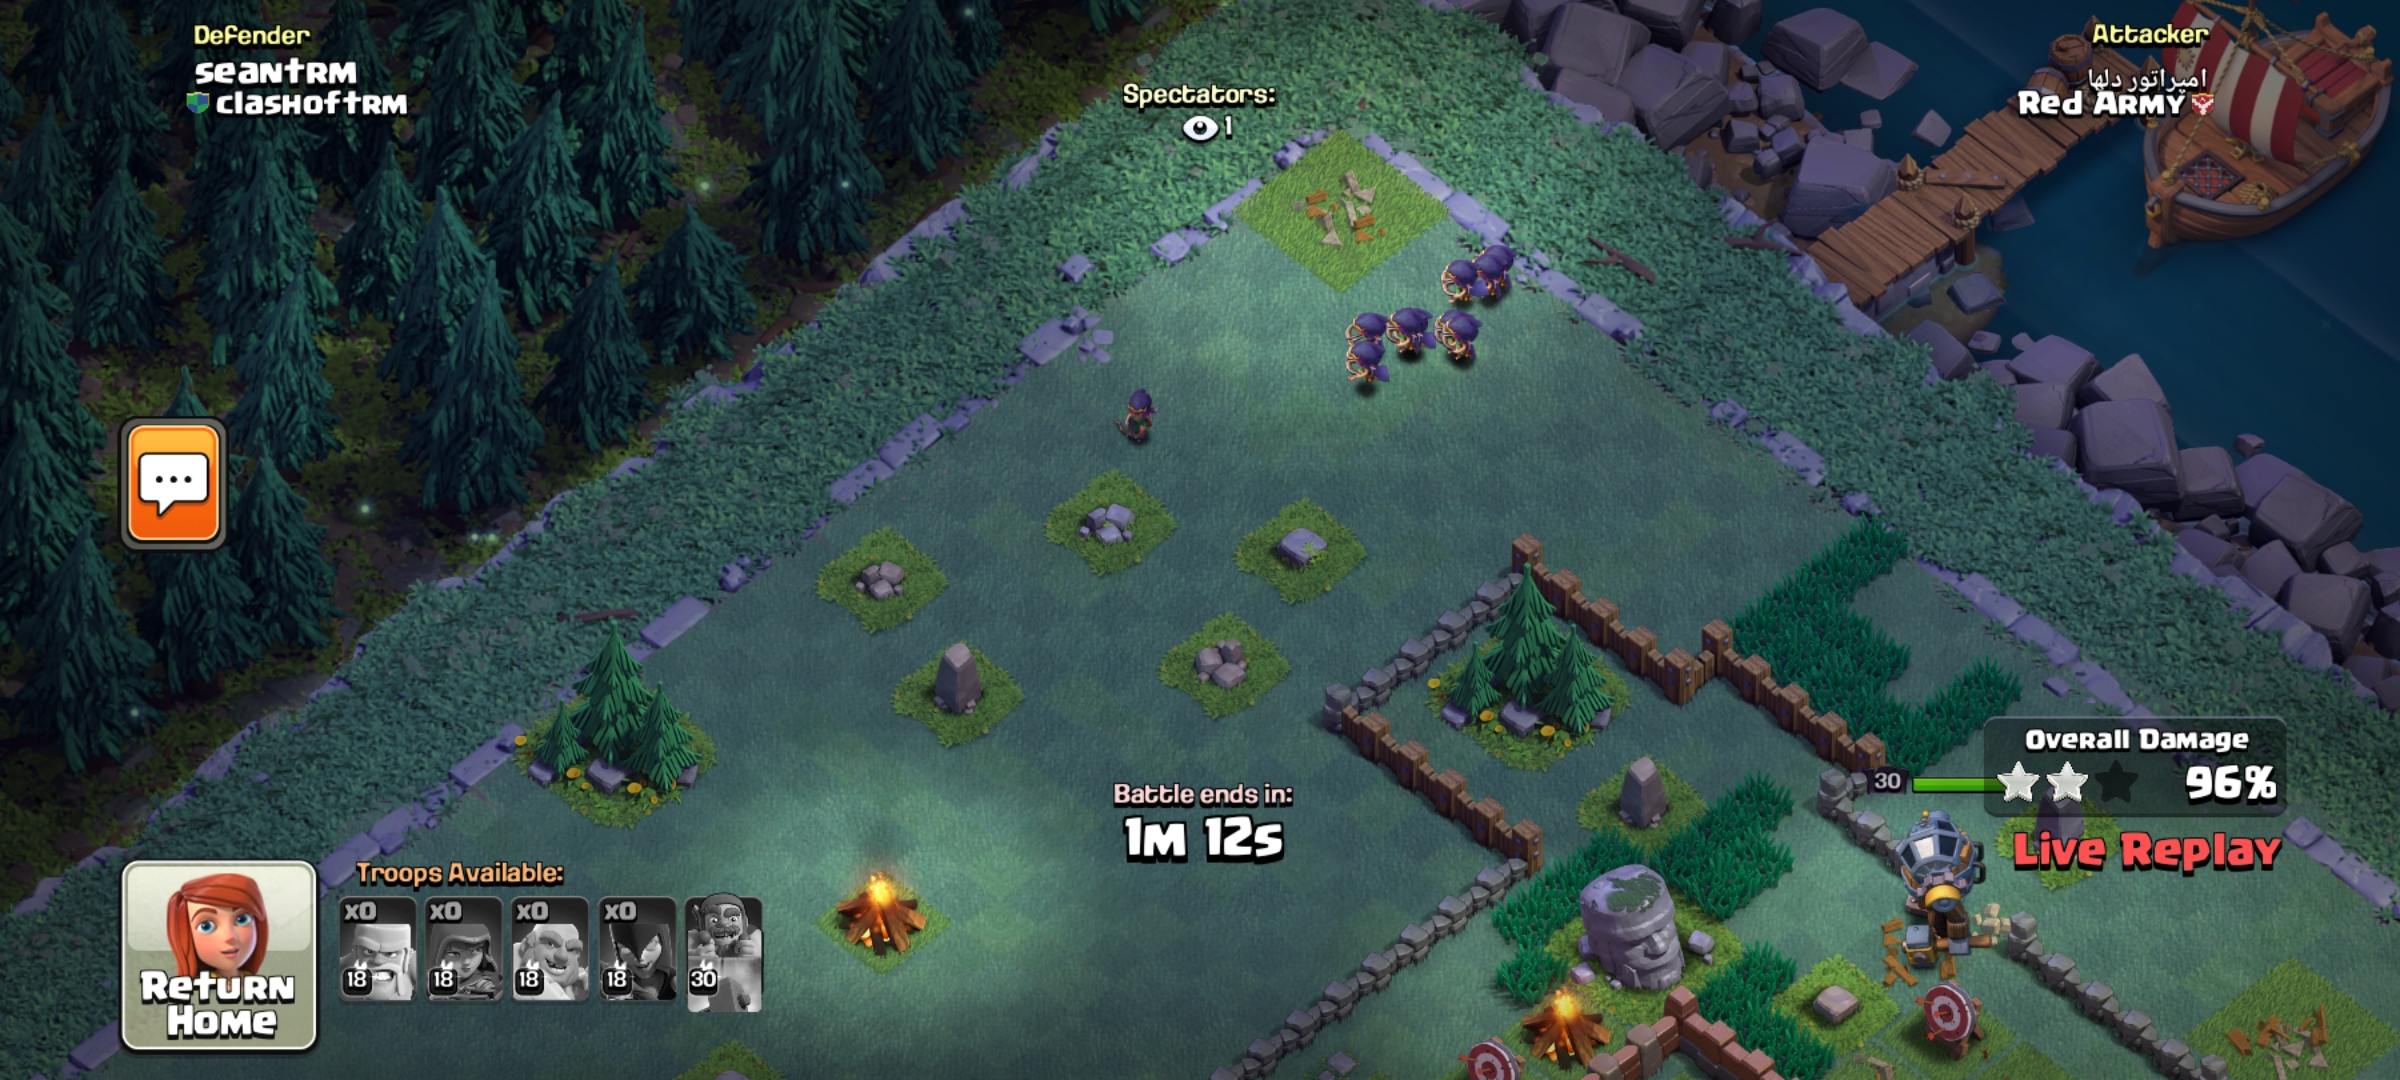 Defender
seantRM
clashoftRM
Spectators:
1
Attacker
امپراتور دلها
Red Army
Battle ends in:
1m 12s
30
Overall Damage
96%
Live Replay
Troops Available:
x0 x0 x0 x0
18 18 18 18 30
Return
Home